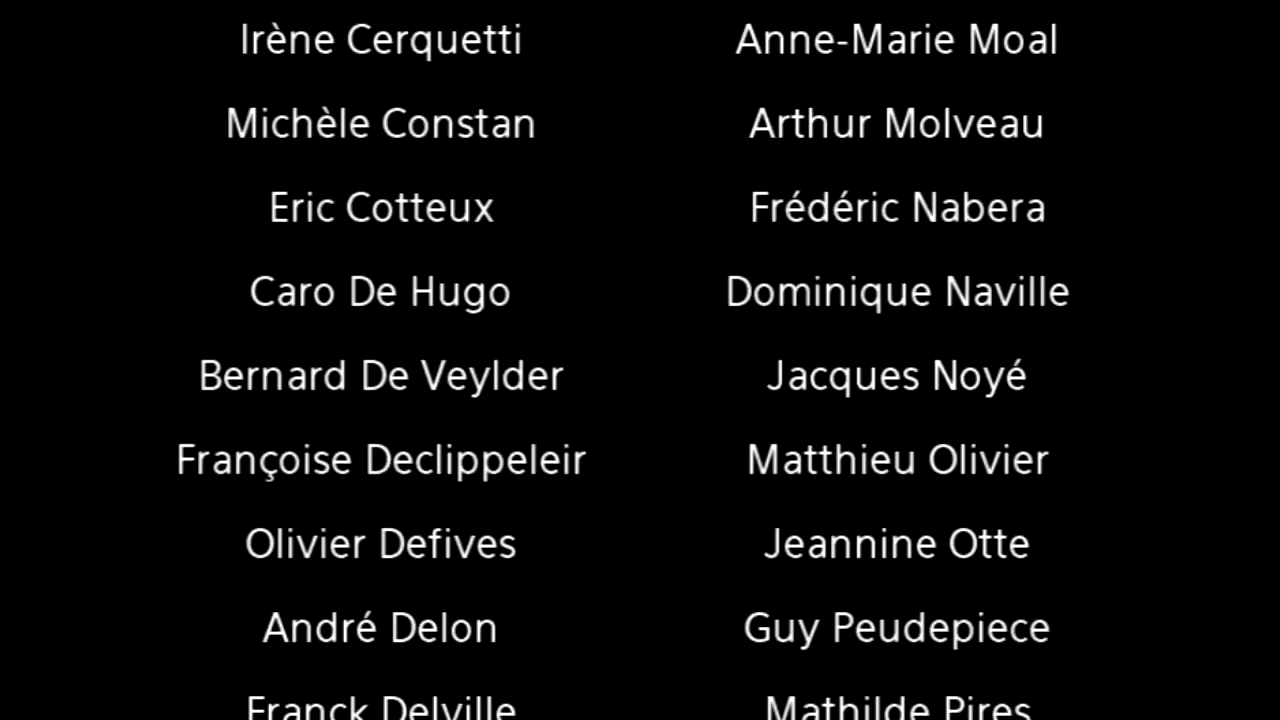 Irène Cerquetti
Michèle Constan
Eric Cotteux
Caro De Hugo
Bernard De Veylder
Françoise Declippeleir
Olivier Defives
André Delon
Franck Delville
Anne-Marie Moal
Arthur Molveau
Frédéric Nabera
Dominique Naville
Jacques Noyé
Matthieu Olivier
Jeannine Otte
Guy Peudepiece
Mathilde Pires